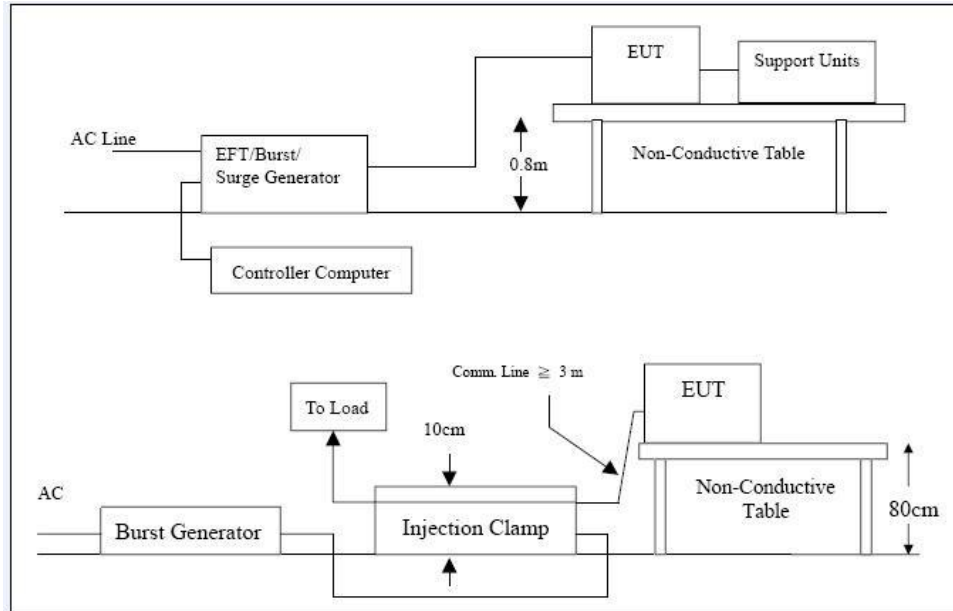 EUT
Support Units
AC Line
EFT/Burst/
Surge Generator
0.8m
Non-Conductive Table
Controller Computer
Comm. Line ≧ 3 m
EUT
To Load
10cm
AC
Burst Generator
Injection Clamp
Non-Conductive
Table
80cm